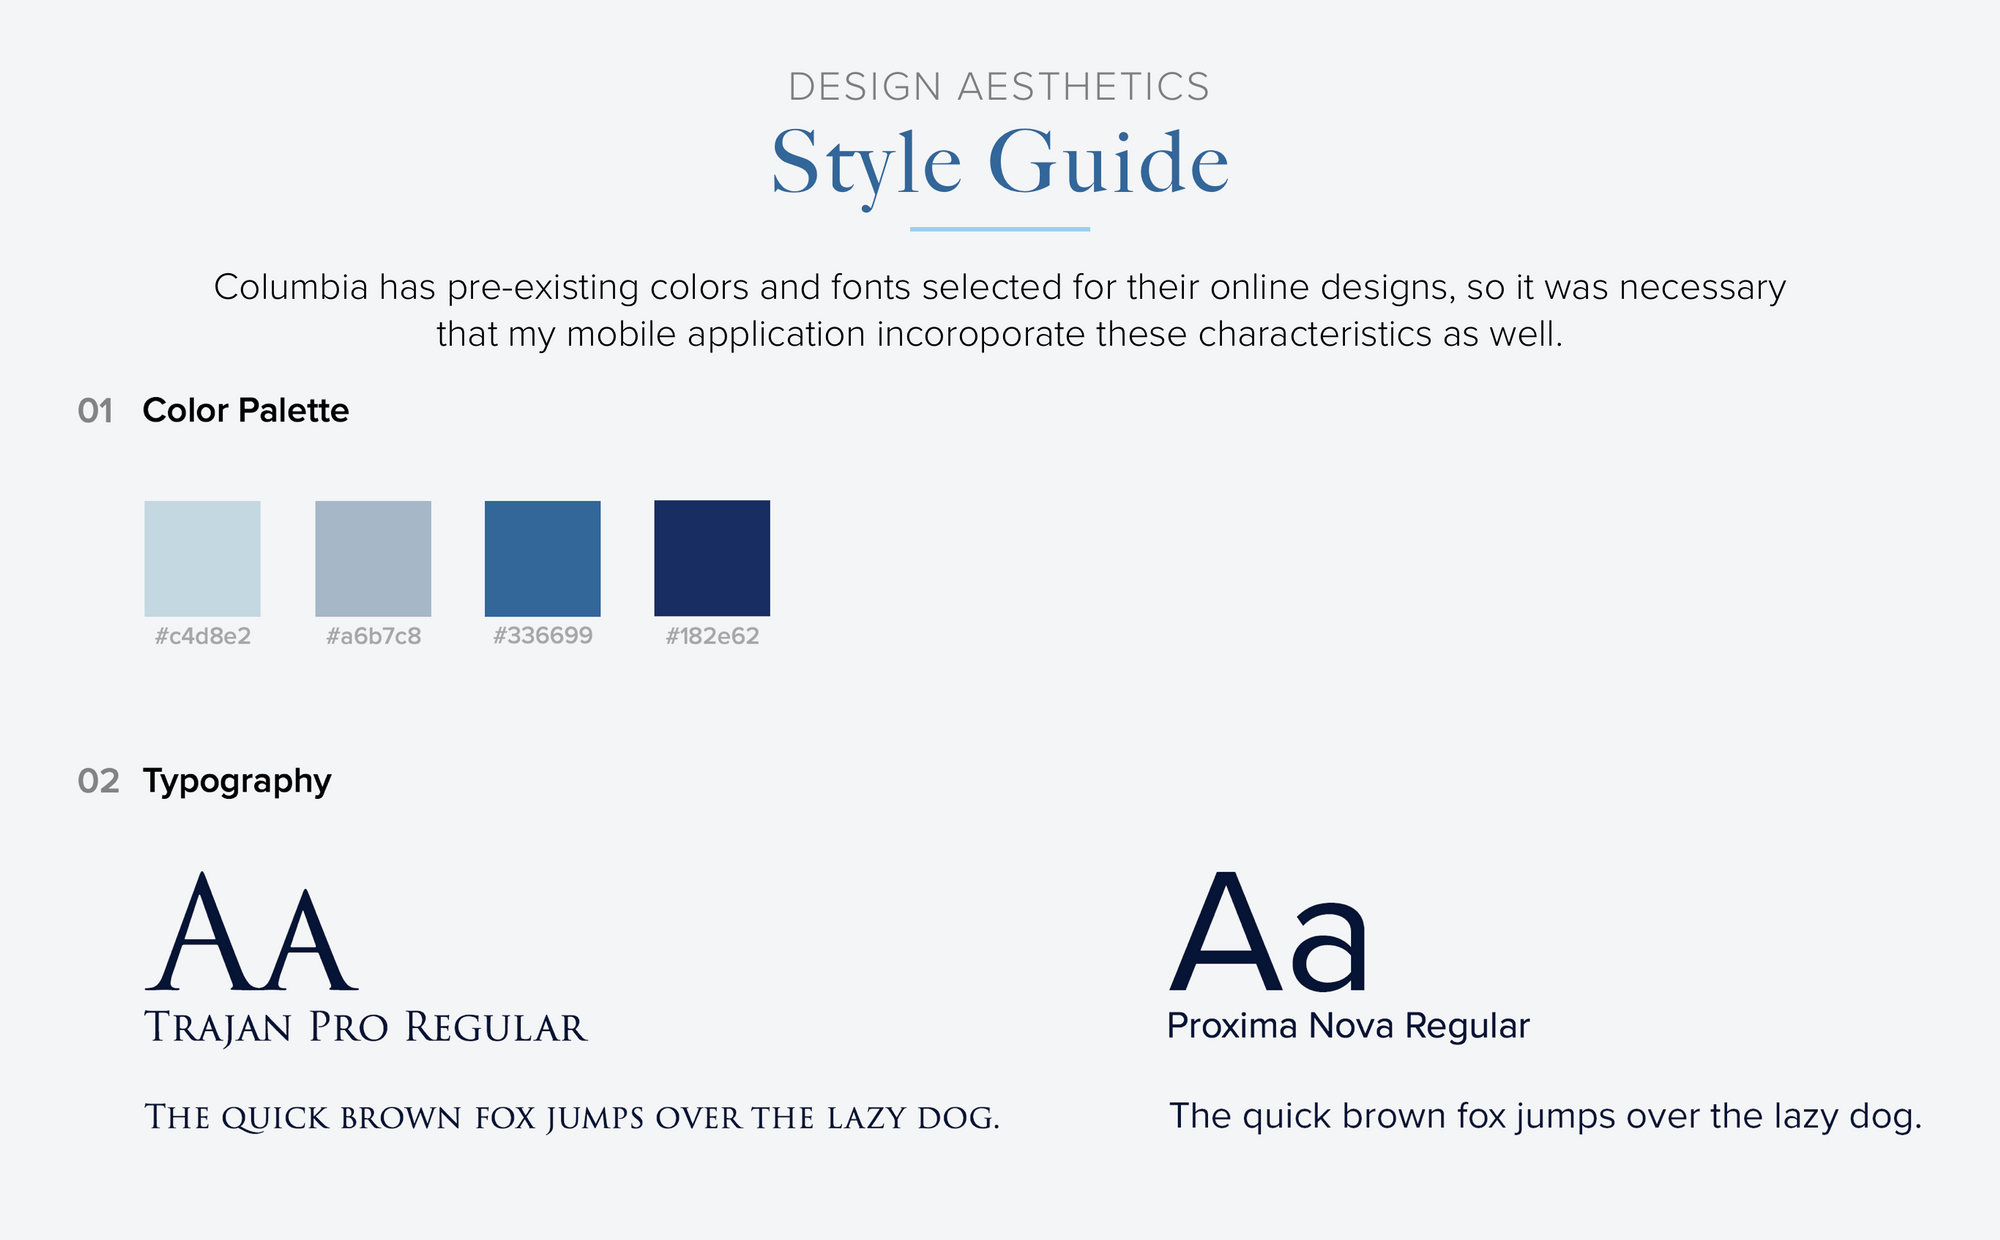 DESIGN AESTHETICS
Style Guide
Columbia has pre-existing colors and fonts selected for their online designs, so it was necessary
that my mobile application incoroporate these characteristics as well.
01 Color Palette
#c4d8e2 #a6b7c8 #336699 #182e62
02 Typography
Aa Aa
Trajan Pro Regular Proxima Nova Regular
The quick brown fox jumps over the lazy dog. The quick brown fox jumps over the lazy dog.